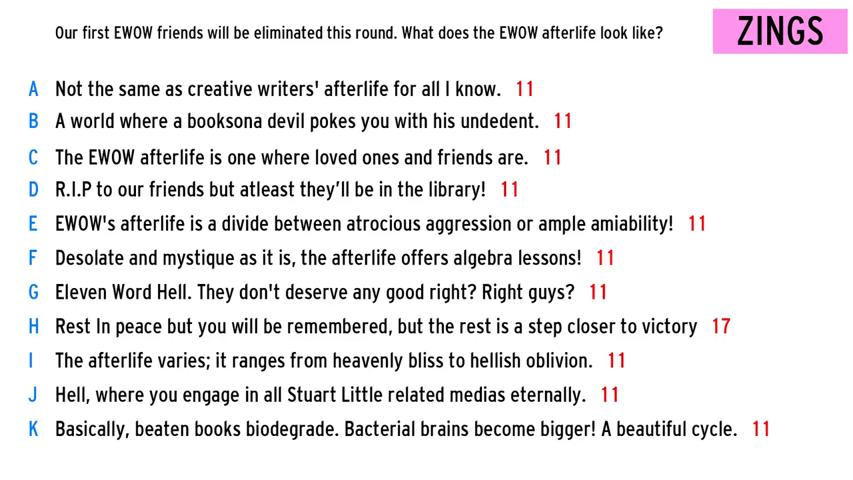 Our first EWOW friends will be eliminated this round. What does the EWOW afterlife look like?
ZINGS
A Not the same as creative writers' afterlife for all I know. 11
B A world where a booksona devil pokes you with his undedent. 11
C The EWOW afterlife is one where loved ones and friends are. 11
D R.I.P to our friends but atleast they'll be in the library! 11
E EWOW's afterlife is a divide between atrocious aggression or ample amiability! 11
F Desolate and mystique as it is, the afterlife offers algebra lessons! 11
G Eleven Word Hell. They don't deserve any good right? Right guys? 11
H Rest In peace but you will be remembered, but the rest is a step closer to victory 17
I The afterlife varies; it ranges from heavenly bliss to hellish oblivion. 11
J Hell, where you engage in all Stuart Little related medias eternally. 11
K Basically, beaten books biodegrade. Bacterial brains become bigger! A beautiful cycle. 11